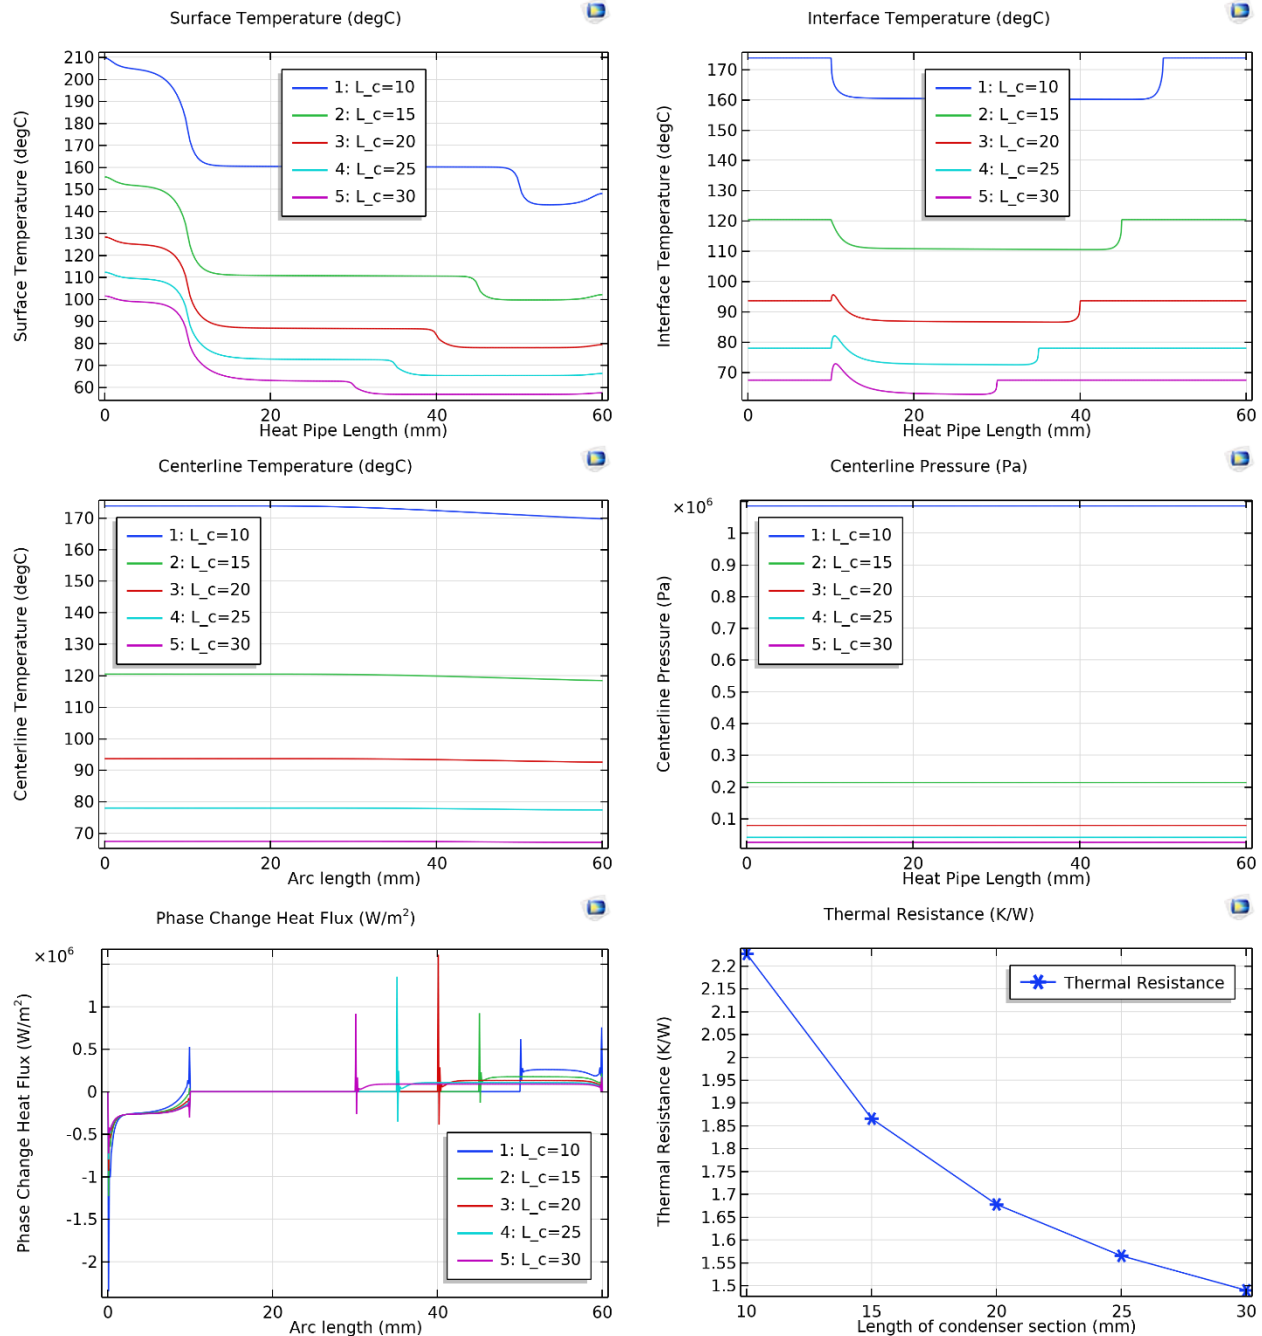 Surface Temperature (degC)
Surface Temperature (degC)
210
200
190
180
170
160
150
140
130
120
110
100
90
80
70
60
1: L_c=10
2: L_c=15
3: L_c=20
4: L_c=25
5: L_c=30
0 20 40 60
Heat Pipe Length (mm)
Interface Temperature (degC)
Interface Temperature (degC)
170
160
150
140
130
120
110
100
90
80
70
1: L_c=10
2: L_c=15
3: L_c=20
4: L_c=25
5: L_c=30
0 20 40 60
Heat Pipe Length (mm)
Centerline Temperature (degC)
Centerline Temperature (degC)
170
160
150
140
130
120
110
100
90
80
70
1: L_c=10
2: L_c=15
3: L_c=20
4: L_c=25
5: L_c=30
0 20 40 60
Arc length (mm)
Centerline Pressure (Pa)
×10⁶
Centerline Pressure (Pa)
1
0.9
0.8
0.7
0.6
0.5
0.4
0.3
0.2
0.1
1: L_c=10
2: L_c=15
3: L_c=20
4: L_c=25
5: L_c=30
0 20 40 60
Heat Pipe Length (mm)
Phase Change Heat Flux (W/m²)
×10⁶
Phase Change Heat Flux (W/m²)
1
0.5
0
-0.5
-1
-1.5
-2
1: L_c=10
2: L_c=15
3: L_c=20
4: L_c=25
5: L_c=30
0 20 40 60
Arc length (mm)
Thermal Resistance (K/W)
Thermal Resistance (K/W)
2.2
2.15
2.1
2.05
2
1.95
1.9
1.85
1.8
1.75
1.7
1.65
1.6
1.55
1.5
Thermal Resistance
10 15 20 25 30
Length of condenser section (mm)